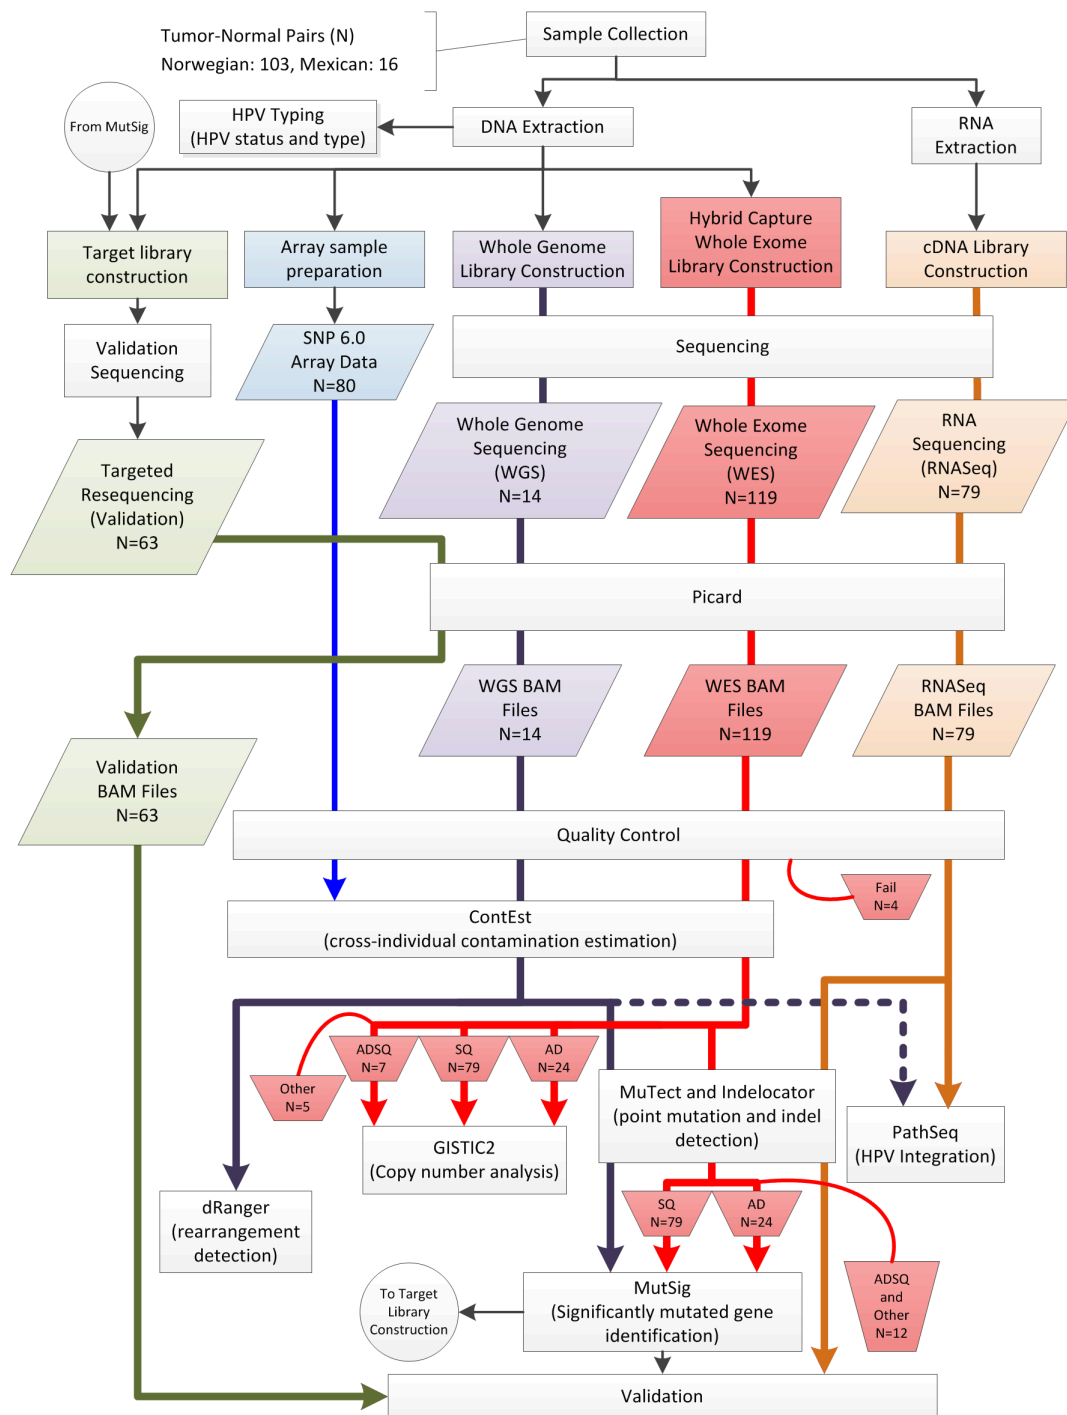 Sample Collection
Tumor-Normal Pairs (N)
Norwegian: 103, Mexican: 16
From MutSig
HPV Typing
(HPV status and type)
DNA Extraction
RNA
Extraction
Target library
construction
Array sample
preparation
Whole Genome
Library Construction
Hybrid Capture
Whole Exome
Library Construction
cDNA Library
Construction
Validation
Sequencing
SNP 6.0
Array Data
N=80
Sequencing
Targeted
Resequencing
(Validation)
N=63
Whole Genome
Sequencing
(WGS)
N=14
Whole Exome
Sequencing
(WES)
N=119
RNA
Sequencing
(RNASeq)
N=79
Picard
WGS BAM
Files
N=14
WES BAM
Files
N=119
RNASeq
BAM Files
N=79
Validation
BAM Files
N=63
Quality Control
Fail
N=4
ContEst
(cross-individual contamination estimation)
Other
N=5
ADSQ
N=7
SQ
N=79
AD
N=24
MuTect and Indelocator
(point mutation and indel
detection)
GISTIC2
(Copy number analysis)
PathSeq
(HPV Integration)
dRanger
(rearrangement
detection)
SQ
N=79
AD
N=24
ADSQ
and
Other
N=12
To Target
Library
Construction
MutSig
(Significantly mutated gene
identification)
Validation